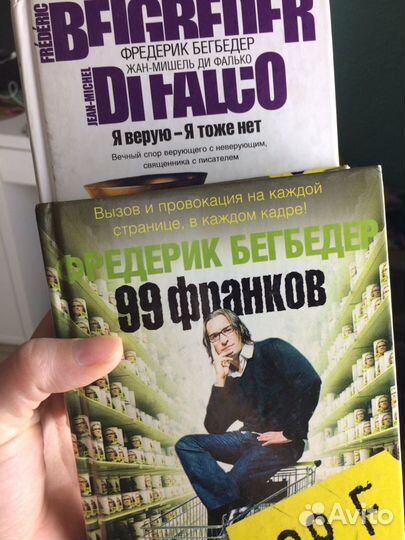 FRÉDÉRIC
BEIGBEDER
ФРЕДЕРИК БЕГБЕДЕР
ЖАН-МИШЕЛЬ ДИ ФАЛЬКО
JEAN-MICHEL
DI FALCO
Я верую – Я тоже нет
Вечный спор верующего с неверующим,
священника с писателем
Вызов и провокация на каждой
странице, в каждом кадре!
ФРЕДЕРИК БЕГБЕДЕР
99 франков
F
Avito